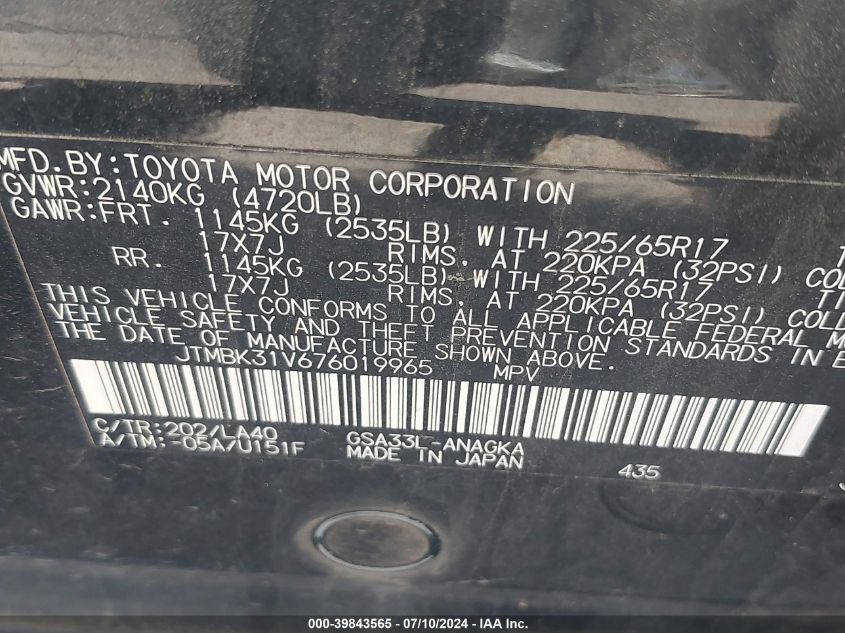 MFD.BY:TOYOTA MOTOR CORPORATION
GVWR:2140KG (4720LB)
GAWR:FRT. 1145KG (2535LB) WITH 225/65R17
17X7J RIMS, AT 220KPA (32PSI) COL
RR. 1145KG (2535LB) WITH 225/65R17
17X7J RIMS, AT 220KPA (32PSI) COLD
THIS VEHICLE CONFORMS TO ALL APPLICABLE FEDERAL M
VEHICLE SAFETY AND THEFT PREVENTION STANDARDS IN E
THE DATE OF MANUFACTURE SHOWN ABOVE.
JTMBK31V676019965 MPV
C/TR:202/LA40 GSA33L-ANAGKA
A/TM:-05A/U151F MADE IN JAPAN 435
000-39843565 / 07/10/2024 - IAAI Inc.